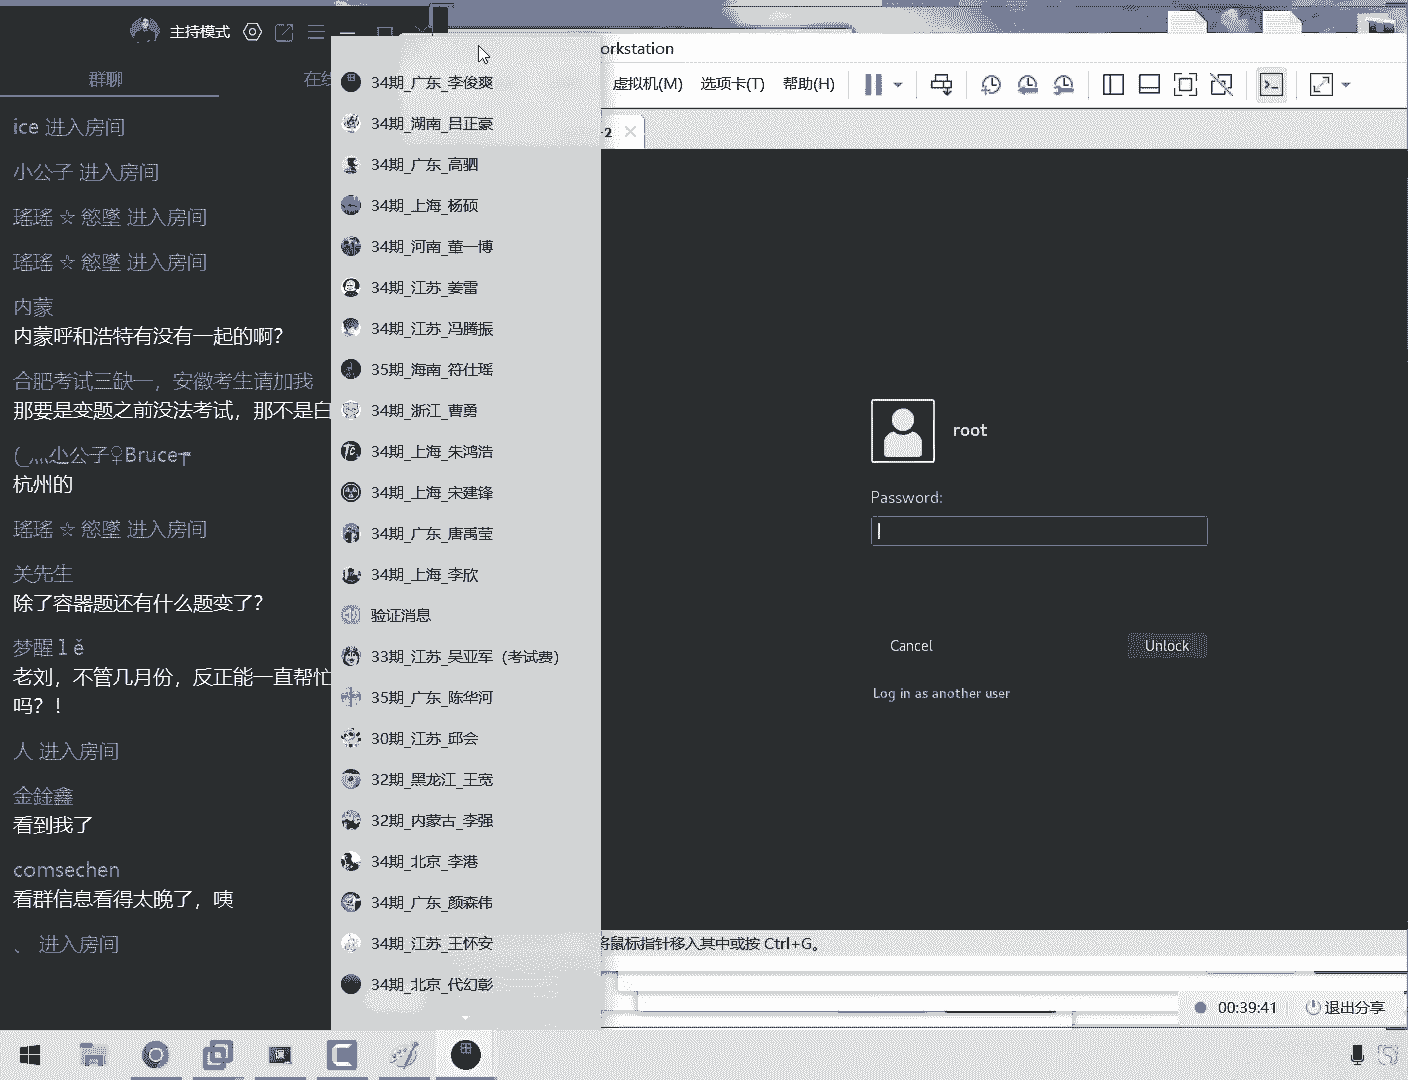 主持模式
群聊
在线
ice 进入房间
小公子 进入房间
瑤瑤 ☆ 慾墜 进入房间
瑤瑤 ☆ 慾墜 进入房间
内蒙
内蒙呼和浩特有没有一起的啊?
合肥考试三缺一，安徽考生请加我
那要是变题之前没法考试，那不是白
杭州的
瑤瑤 ☆ 慾墜 进入房间
关先生
除了容器题还有什么题变了?
梦醒 l ě
老刘，不管几月份，反正能一直帮忙
吗? !
人 进入房间
金鍂鑫
看到我了
comsechen
看群信息看得太晚了，咦
、 进入房间
34期_广东_李俊爽
34期_湖南_吕正豪
34期_广东_高驷
34期_上海_杨硕
34期_河南_董一博
34期_江苏_姜雷
34期_江苏_冯腾振
35期_海南_符仕瑶
34期_浙江_曹勇
34期_上海_朱鸿浩
34期_上海_宋建锋
34期_广东_唐禹莹
34期_上海_李欣
验证消息
33期_江苏_吴亚军（考试费）
35期_广东_陈华河
30期_江苏_邱会
32期_黑龙江_王宽
32期_内蒙古_李强
34期_北京_李港
34期_广东_颜森伟
34期_江苏_王怀安
34期_北京_代幻彰
orkstation
虚拟机(M) 选项卡(T) 帮助(H)
-2
root
Password:
Cancel
Unlock
Log in as another user
将鼠标指针移入其中或按 Ctrl+G。
00:39:41
退出分享